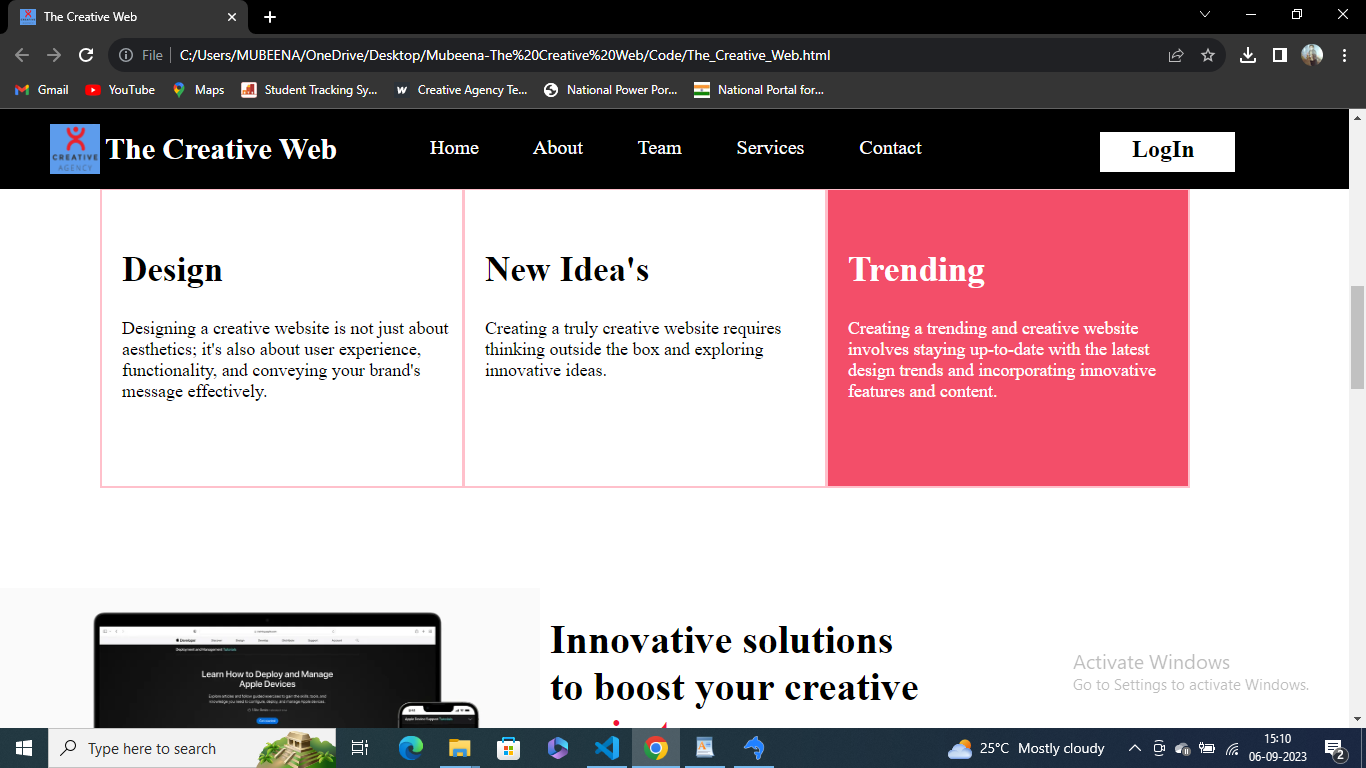 The Creative Web
File
C:/Users/MUBEENA/OneDrive/Desktop/Mubeena-The%20Creative%20Web/Code/The_Creative_Web.html
Gmail
YouTube
Maps
Student Tracking Sy...
w
Creative Agency Te...
National Power Por...
National Portal for...
CREATIVE
AGENCY
The Creative Web
Home
About
Team
Services
Contact
LogIn
Design
Designing a creative website is not just about
aesthetics; it's also about user experience,
functionality, and conveying your brand's
message effectively.
New Idea's
Creating a truly creative website requires
thinking outside the box and exploring
innovative ideas.
Trending
Creating a trending and creative website
involves staying up-to-date with the latest
design trends and incorporating innovative
features and content.
Learn How to Deploy and Manage
Apple Devices
Innovative solutions
to boost your creative
Activate Windows
Go to Settings to activate Windows.
Type here to search
25°C Mostly cloudy
15:10
06-09-2023
2